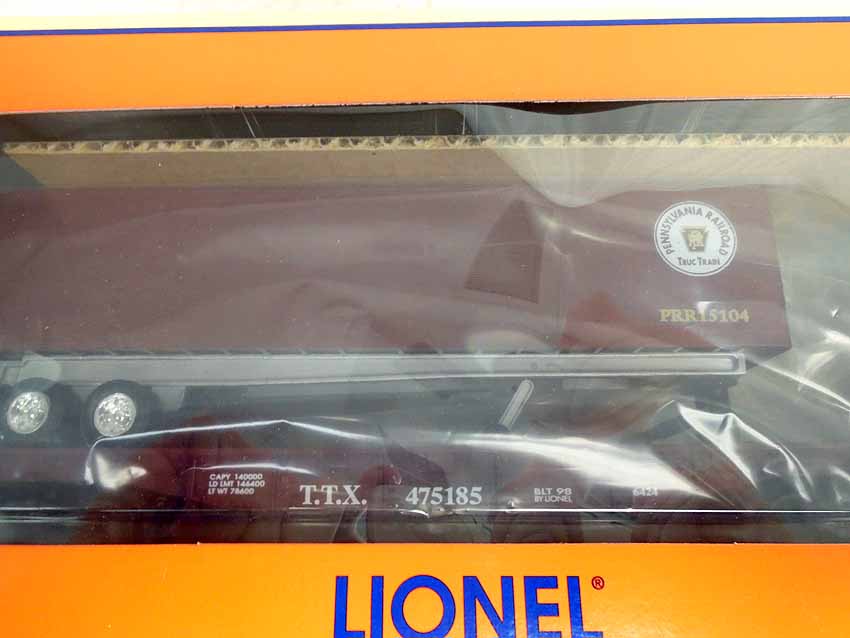 PENNSYLVANIA RAILROAD
TRUC TRAIN
PRR15104
CAPY 140000
LD LMT 146400
LT WT 78600
T.T.X. 475185
BLT 98
BY LIONEL
6424
LIONEL®